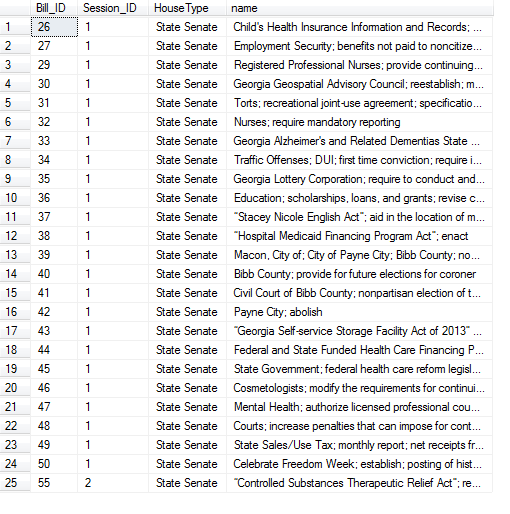 Bill_ID Session_ID HouseType name
1 26 1 State Senate Child's Health Insurance Information and Records; ...
2 27 1 State Senate Employment Security; benefits not paid to noncitize...
3 29 1 State Senate Registered Professional Nurses; provide continuing...
4 30 1 State Senate Georgia Geospatial Advisory Council; reestablish; m...
5 31 1 State Senate Torts; recreational joint-use agreement; specificatio...
6 32 1 State Senate Nurses; require mandatory reporting
7 33 1 State Senate Georgia Alzheimer's and Related Dementias State ...
8 34 1 State Senate Traffic Offenses; DUI; first time conviction; require i...
9 35 1 State Senate Georgia Lottery Corporation; require to conduct and...
10 36 1 State Senate Education; scholarships, loans, and grants; revise c...
11 37 1 State Senate "Stacey Nicole English Act"; aid in the location of m...
12 38 1 State Senate "Hospital Medicaid Financing Program Act"; enact
13 39 1 State Senate Macon, City of; City of Payne City; Bibb County; no...
14 40 1 State Senate Bibb County; provide for future elections for coroner
15 41 1 State Senate Civil Court of Bibb County; nonpartisan election of t...
16 42 1 State Senate Payne City; abolish
17 43 1 State Senate "Georgia Self-service Storage Facility Act of 2013" ...
18 44 1 State Senate Federal and State Funded Health Care Financing P...
19 45 1 State Senate State Government; federal health care reform legisl...
20 46 1 State Senate Cosmetologists; modify the requirements for continui...
21 47 1 State Senate Mental Health; authorize licensed professional cou...
22 48 1 State Senate Courts; increase penalties that can impose for cont...
23 49 1 State Senate State Sales/Use Tax; monthly report; net receipts fr...
24 50 1 State Senate Celebrate Freedom Week; establish; posting of hist...
25 55 2 State Senate "Controlled Substances Therapeutic Relief Act"; re...